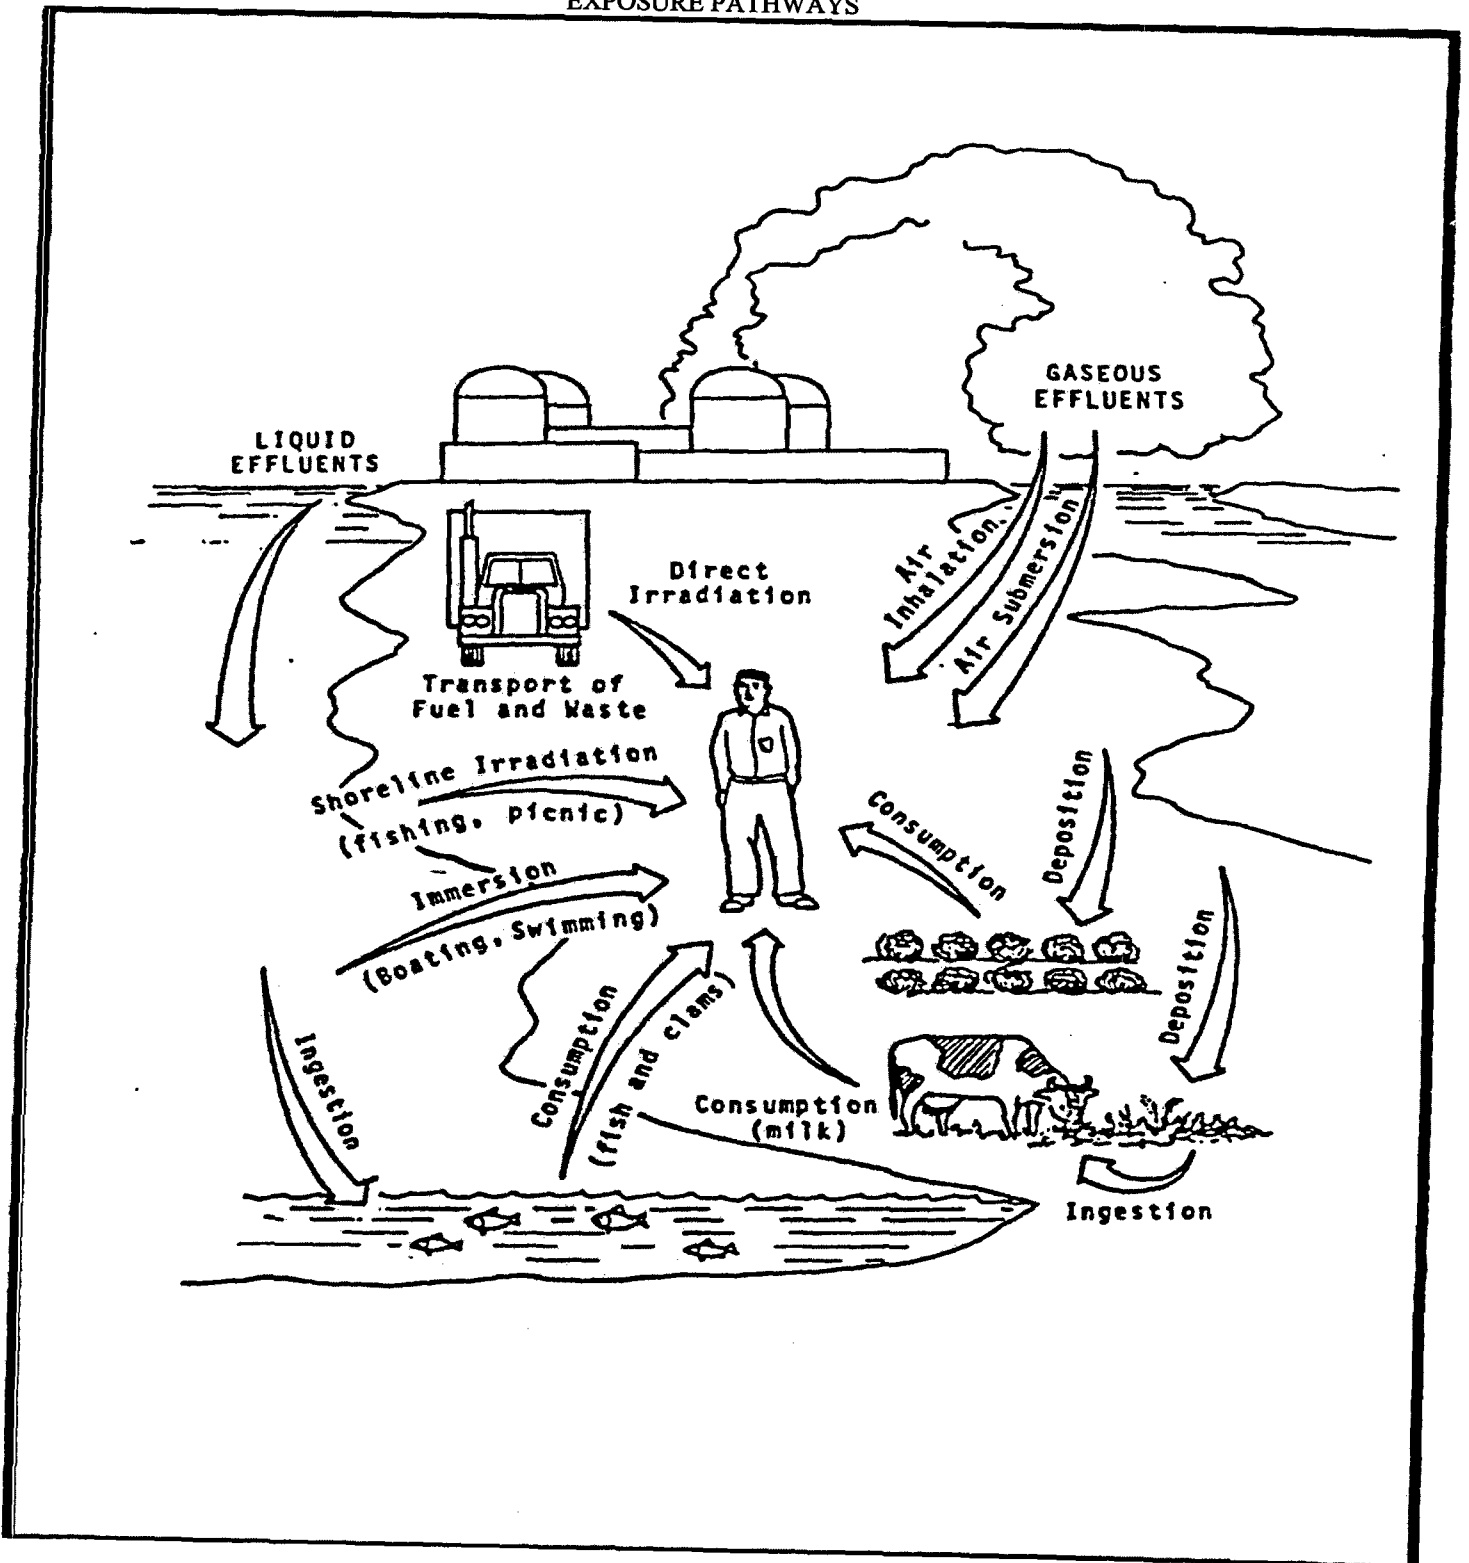 EXPOSURE PATHWAYS
GASEOUS
EFFLUENTS
LIQUID
EFFLUENTS
Air
Inhalation
Air Submersion
Direct
Irradiation
Transport of
Fuel and Waste
Shoreline Irradiation
(fishing, picnic)
Immersion
(Boating, Swimming)
Consumption
Deposition
Deposition
Ingestion
Consumption
(fish and clams)
Consumption
(milk)
Ingestion